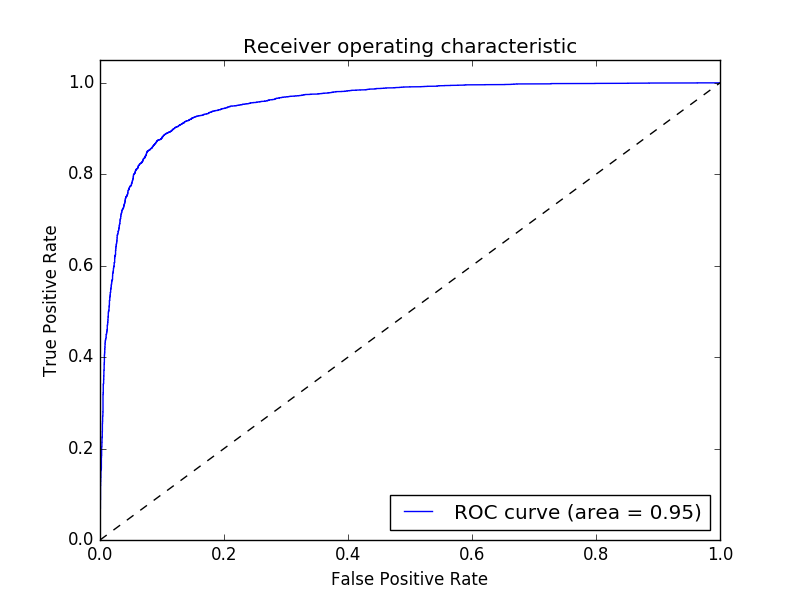 Receiver operating characteristic
True Positive Rate
1.0
0.8
0.6
0.4
0.2
0.0
0.0 0.2 0.4 0.6 0.8 1.0
False Positive Rate
ROC curve (area = 0.95)